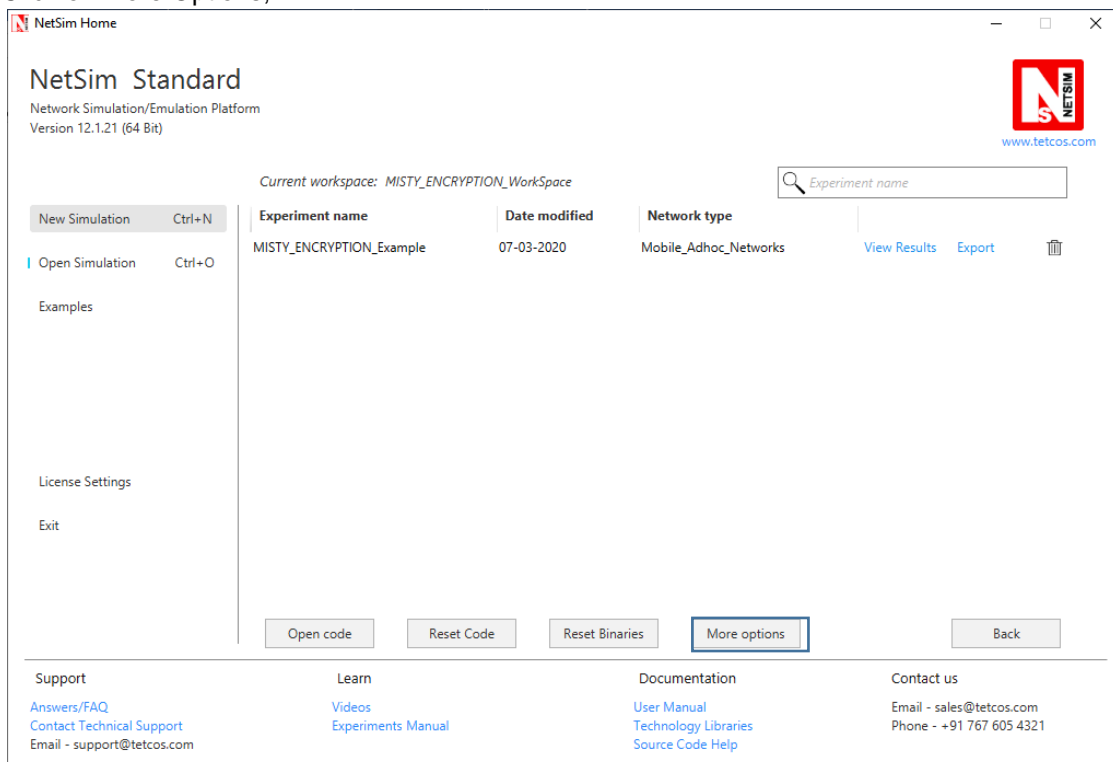 NetSim Home
NetSim Standard
Network Simulation/Emulation Platform
Version 12.1.21 (64 Bit)
NETSIM
NS
www.tetcos.com
Current workspace: MISTY_ENCRYPTION_WorkSpace
Experiment name
New Simulation Ctrl+N
Open Simulation Ctrl+O
Examples
License Settings
Exit
Experiment name Date modified Network type
MISTY_ENCRYPTION_Example 07-03-2020 Mobile_Adhoc_Networks View Results Export
Open code Reset Code Reset Binaries More options Back
Support
Answers/FAQ
Contact Technical Support
Email - support@tetcos.com
Learn
Videos
Experiments Manual
Documentation
User Manual
Technology Libraries
Source Code Help
Contact us
Email - sales@tetcos.com
Phone - +91 767 605 4321